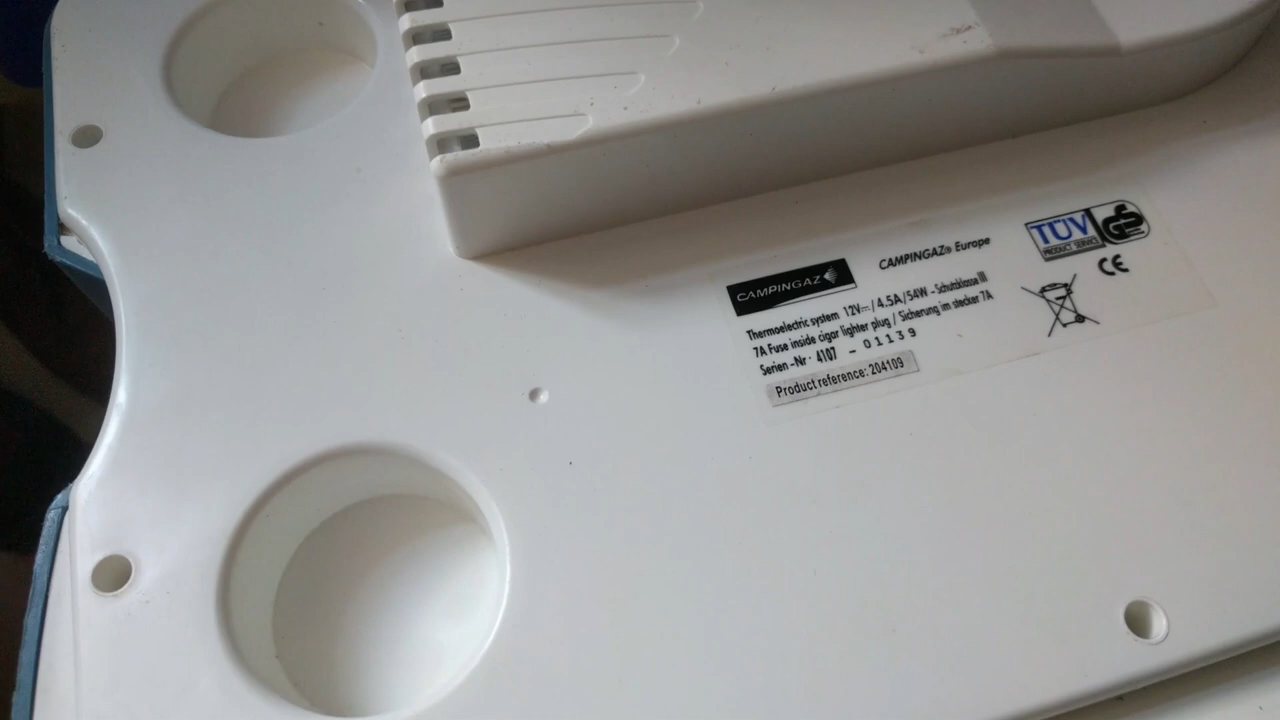 CAMPINGAZ
CAMPINGAZ® Europe
TÜV
PRODUCT SERVICE
GS
CE
Thermoelectric system 12V⎓/4.5A/54W - Schutzklasse III
7A Fuse inside cigar lighter plug / Sicherung im stecker 7A
Serien-Nr· 4107 - 01139
Product reference: 204109